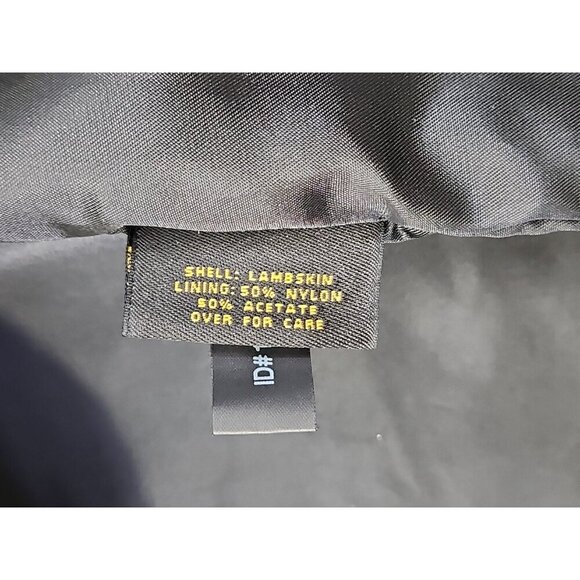 SHELL: LAMBSKIN
LINING: 50% NYLON
50% ACETATE
OVER FOR CARE
ID#